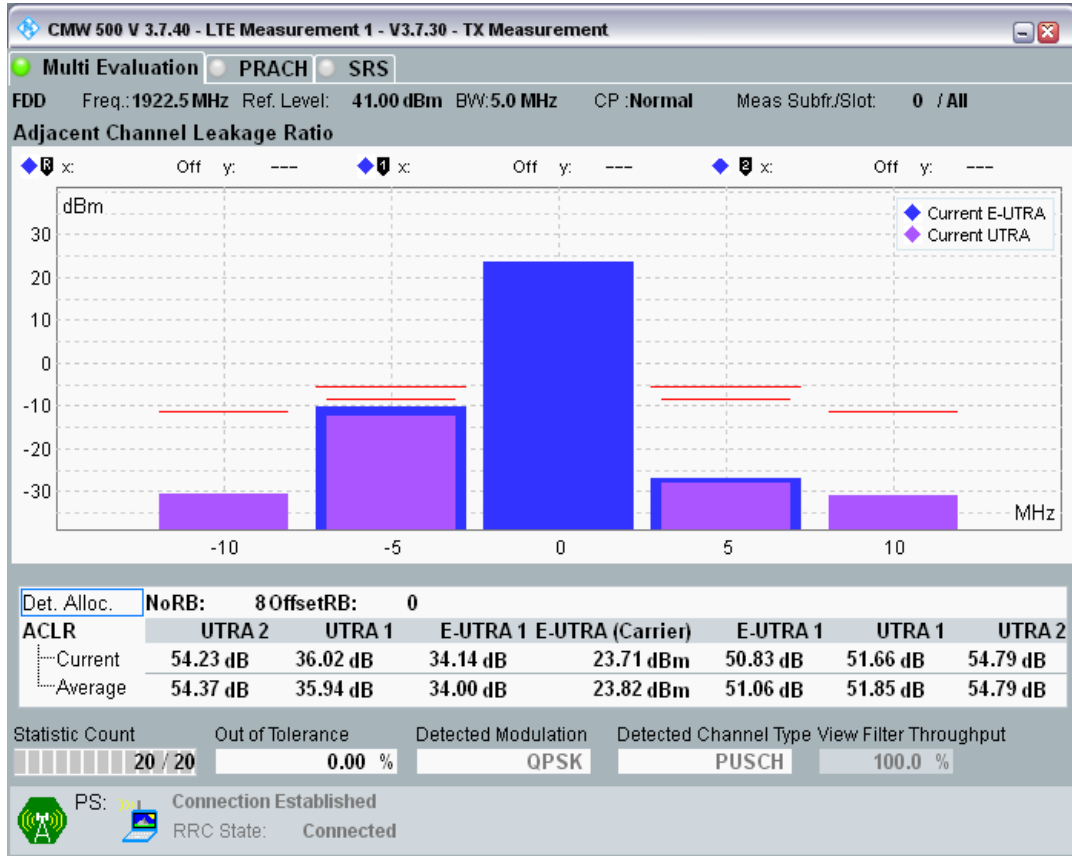 CMW 500 V 3.7.40 - LTE Measurement 1 - V3.7.30 - TX Measurement
Multi Evaluation PRACH SRS
FDD Freq.: 1922.5 MHz Ref. Level: 41.00 dBm BW: 5.0 MHz CP : Normal Meas Subfr./Slot: 0 / All
Adjacent Channel Leakage Ratio
R x: Off y: --- 1 x: Off y: --- 2 x: Off y: ---
dBm
Current E-UTRA
Current UTRA
30
20
10
0
-10
-20
-30
MHz
-10 -5 0 5 10
Det. Alloc. NoRB: 8 OffsetRB: 0
ACLR UTRA 2 UTRA 1 E-UTRA 1 E-UTRA (Carrier) E-UTRA 1 UTRA 1 UTRA 2
Current 54.23 dB 36.02 dB 34.14 dB 23.71 dBm 50.83 dB 51.66 dB 54.79 dB
Average 54.37 dB 35.94 dB 34.00 dB 23.82 dBm 51.06 dB 51.85 dB 54.79 dB
Statistic Count Out of Tolerance Detected Modulation Detected Channel Type View Filter Throughput
20 / 20 0.00 % QPSK PUSCH 100.0 %
PS: Connection Established
RRC State: Connected